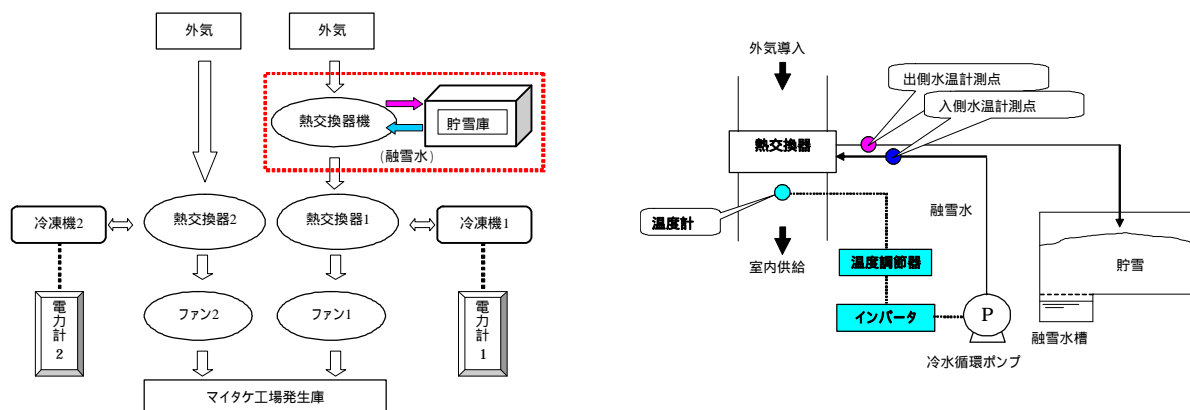 外気
外気
熱交換器機
貯雪庫
(融雪水)
冷凍機2
熱交換器2
熱交換器1
冷凍機1
電力計2
ファン2
ファン1
電力計1
マイタケ工場発生庫
外気導入
出側水温計測点
入側水温計測点
熱交換器
温度計
融雪水
室内供給
温度調節器
貯雪
インバータ
P
融雪水槽
冷水循環ポンプ